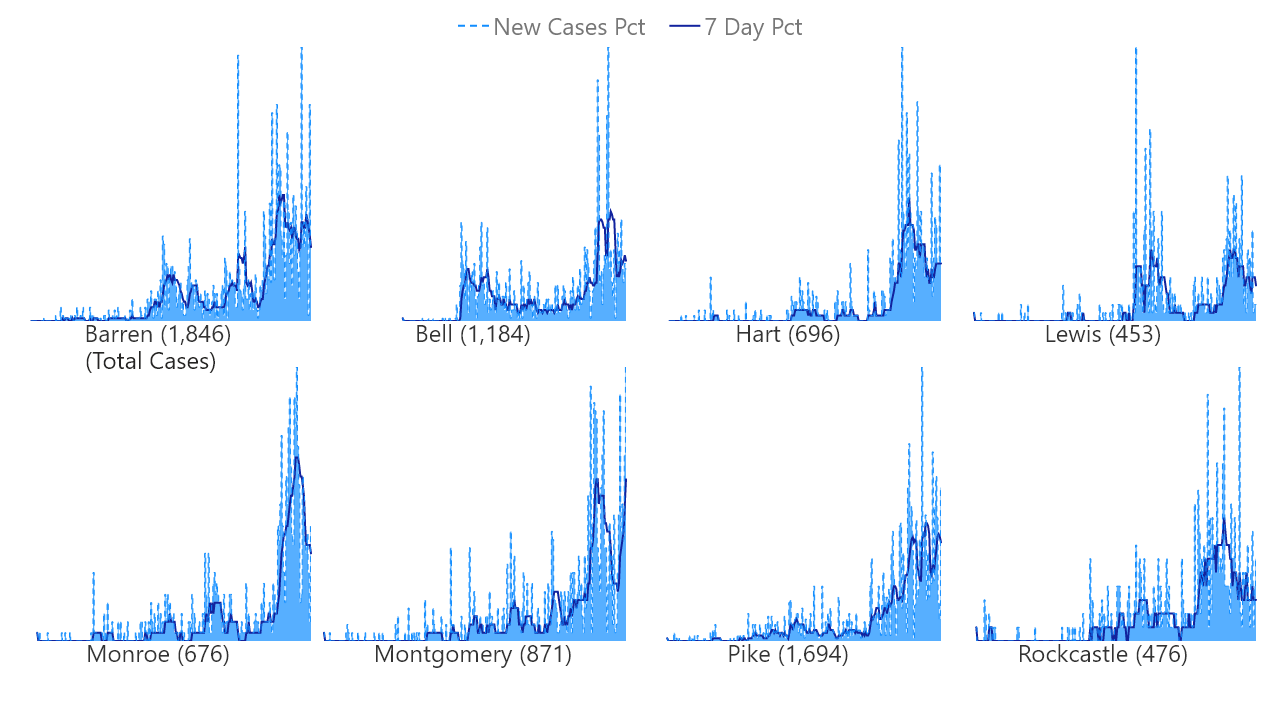 New Cases Pct 7 Day Pct
Barren (1,846) Bell (1,184) Hart (696) Lewis (453)
(Total Cases)
Monroe (676) Montgomery (871) Pike (1,694) Rockcastle (476)